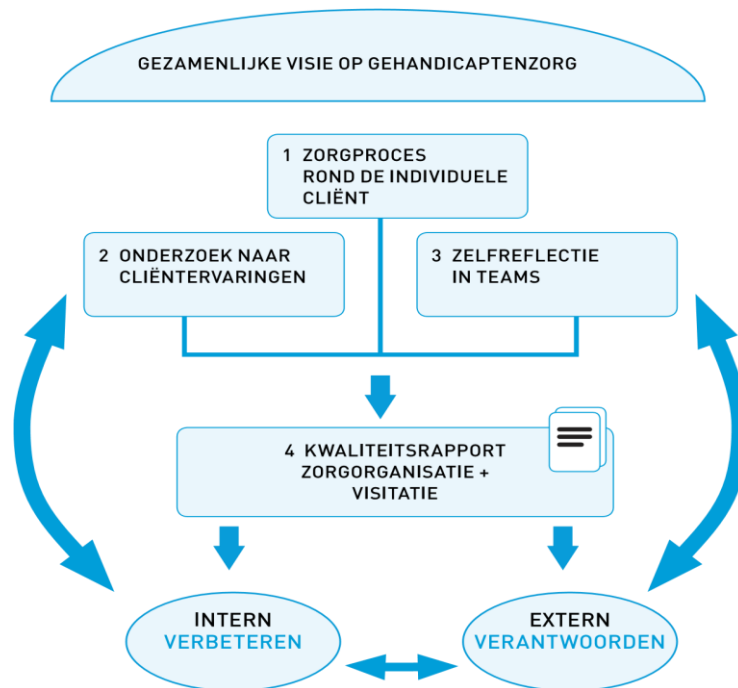 GEZAMENLIJKE VISIE OP GEHANDICAPTENZORG
1 ZORGPROCES
ROND DE INDIVIDUELE
CLIËNT
2 ONDERZOEK NAAR
CLIËNTERVARINGEN
3 ZELFREFLECTIE
IN TEAMS
4 KWALITEITSRAPPORT
ZORGORGANISATIE +
VISITATIE
INTERN
VERBETEREN
EXTERN
VERANTWOORDEN